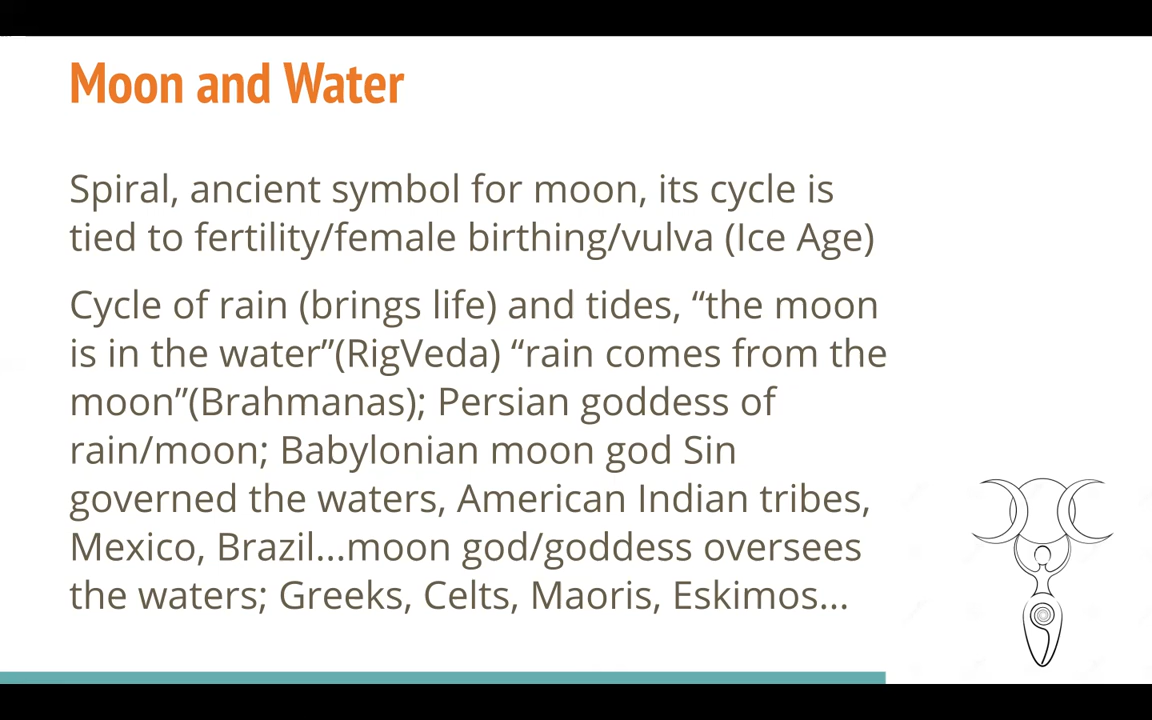 Moon and Water
Spiral, ancient symbol for moon, its cycle is
tied to fertility/female birthing/vulva (Ice Age)
Cycle of rain (brings life) and tides, “the moon
is in the water”(RigVeda) “rain comes from the
moon”(Brahmanas); Persian goddess of
rain/moon; Babylonian moon god Sin
governed the waters, American Indian tribes,
Mexico, Brazil...moon god/goddess oversees
the waters; Greeks, Celts, Maoris, Eskimos...